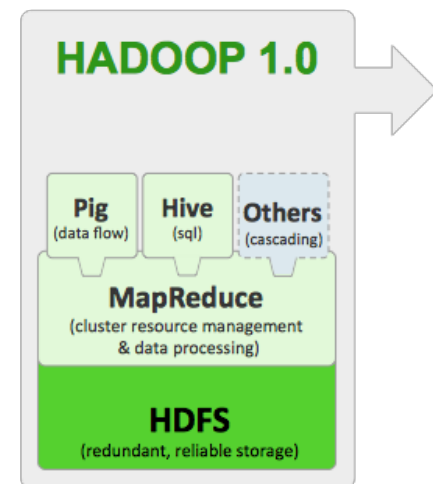 HADOOP 1.0
Pig
(data flow)
Hive
(sql)
Others
(cascading)
MapReduce
(cluster resource management
& data processing)
HDFS
(redundant, reliable storage)